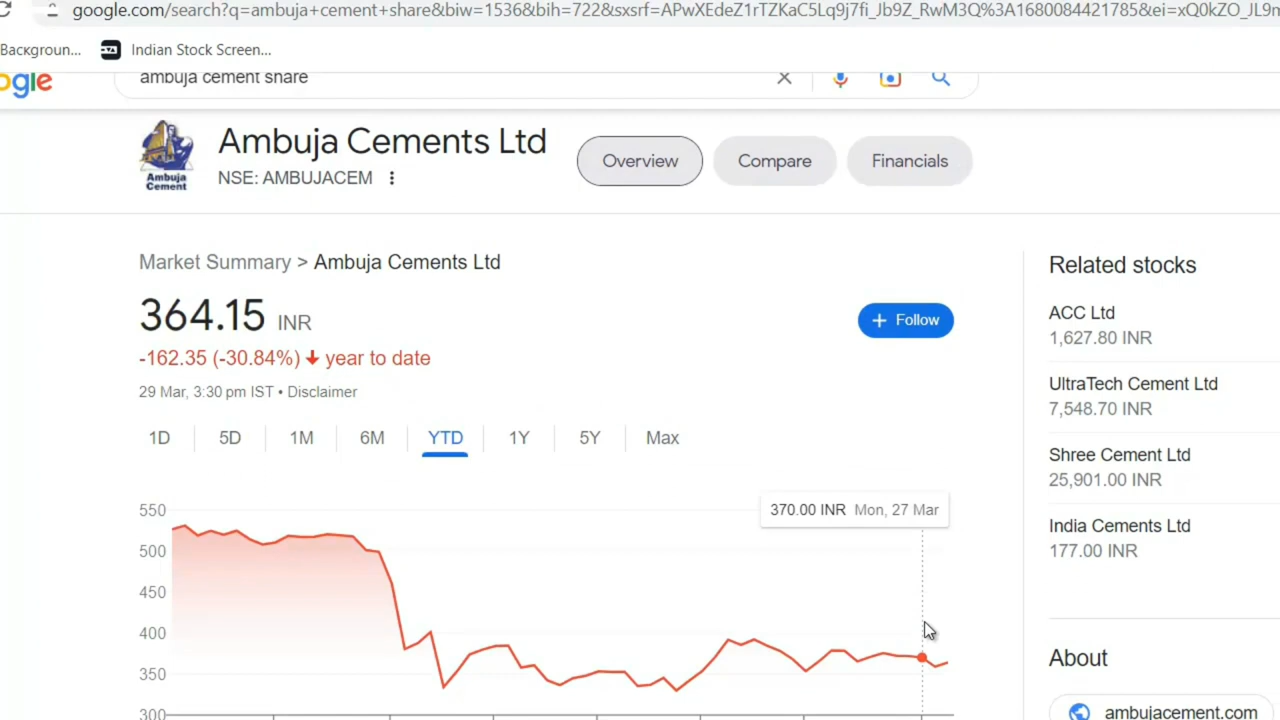 google.com/search?q=ambuja+cement+share&biw=1536&bih=722&sxsrf=APwXEdeZ1rTZKaC5Lq9j7fi_Jb9Z_RwM3Q%3A1680084421785&ei=xQ0kZO_JL9m
Backgroun...
Indian Stock Screen...
ogle
ambuja cement share
Ambuja Cement
Ambuja Cements Ltd
NSE: AMBUJACEM
Overview
Compare
Financials
Market Summary > Ambuja Cements Ltd
364.15 INR
+ Follow
-162.35 (-30.84%) year to date
29 Mar, 3:30 pm IST • Disclaimer
1D 5D 1M 6M YTD 1Y 5Y Max
370.00 INR Mon, 27 Mar
550
500
450
400
350
300
Related stocks
ACC Ltd
1,627.80 INR
UltraTech Cement Ltd
7,548.70 INR
Shree Cement Ltd
25,901.00 INR
India Cements Ltd
177.00 INR
About
ambujacement.com